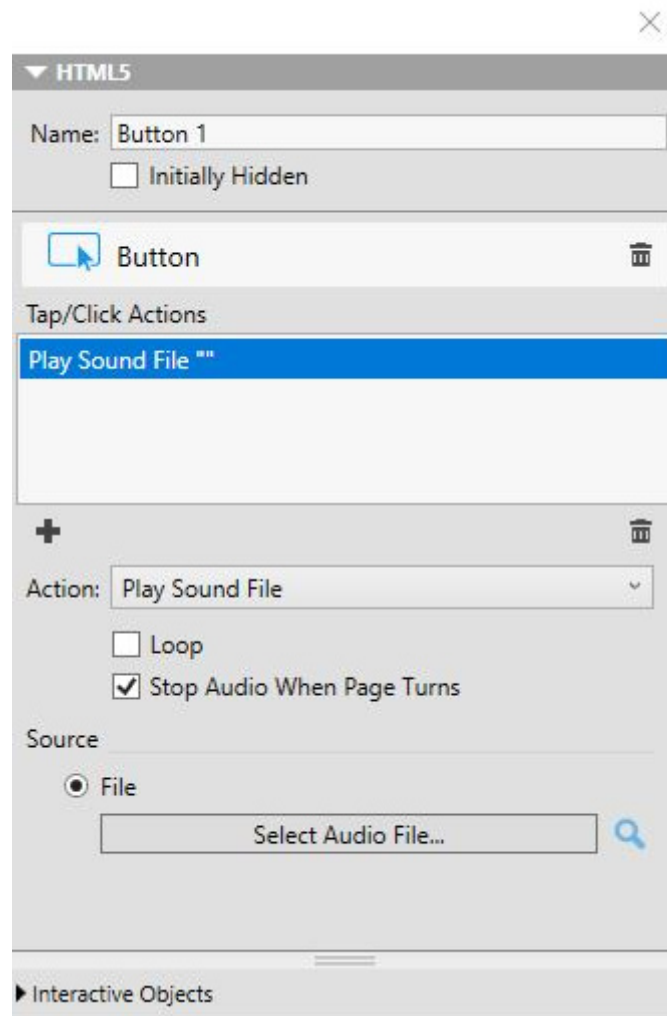 HTML5
Name: Button 1
Initially Hidden
Button
Tap/Click Actions
Play Sound File ""
Action: Play Sound File
Loop
Stop Audio When Page Turns
Source
File
Select Audio File...
Interactive Objects